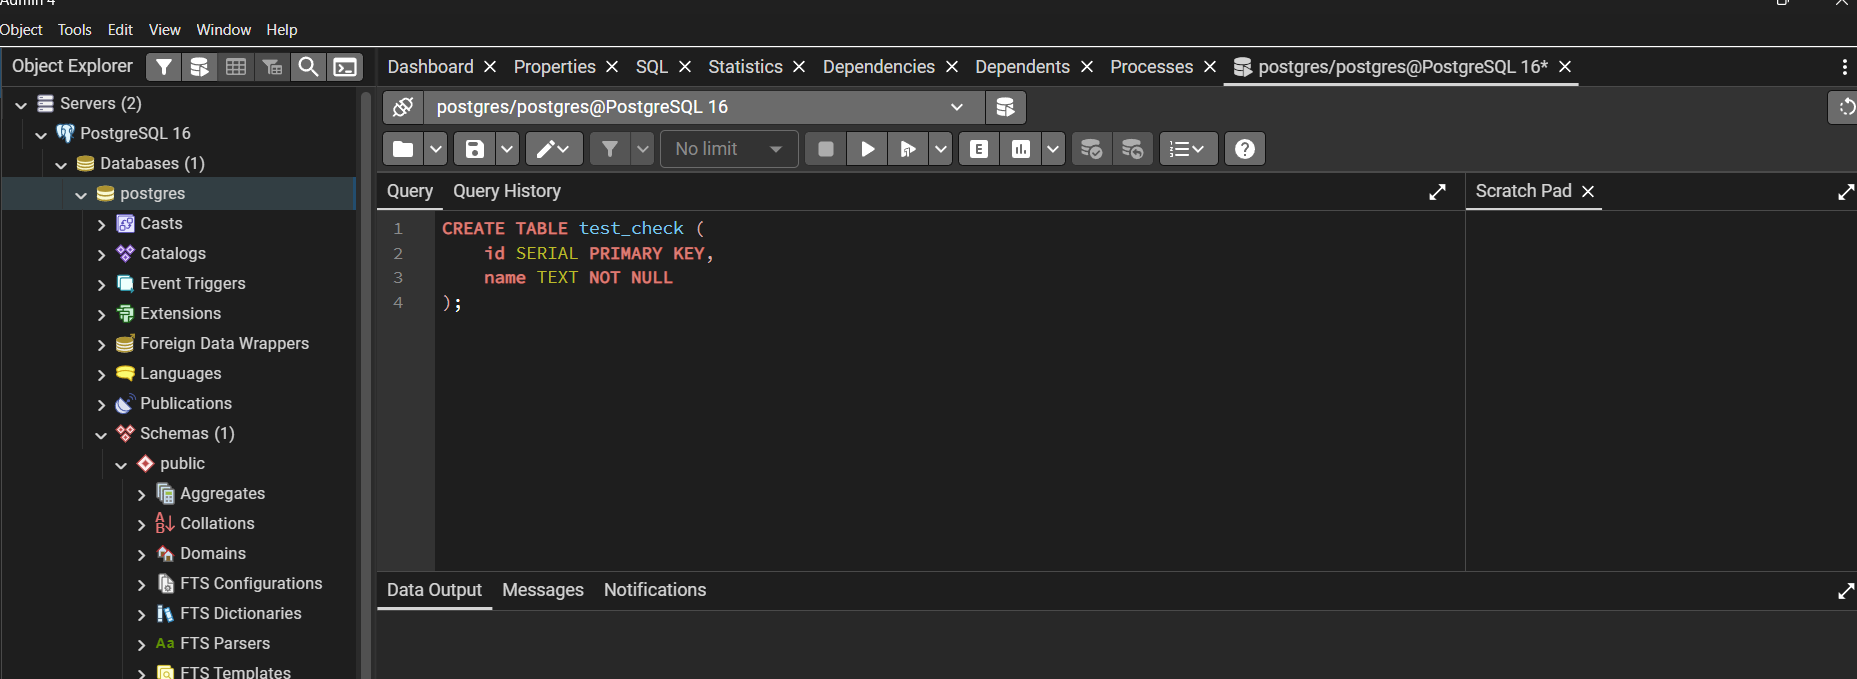 Admin 4
Object Tools Edit View Window Help
Object Explorer
Dashboard Properties SQL Statistics Dependencies Dependents Processes postgres/postgres@PostgreSQL 16*
Servers (2)
PostgreSQL 16
Databases (1)
postgres
Casts
Catalogs
Event Triggers
Extensions
Foreign Data Wrappers
Languages
Publications
Schemas (1)
public
Aggregates
Collations
Domains
FTS Configurations
FTS Dictionaries
Aa FTS Parsers
FTS Templates
postgres/postgres@PostgreSQL 16
No limit
E
Query Query History
Scratch Pad
1 CREATE TABLE test_check (
2 id SERIAL PRIMARY KEY,
3 name TEXT NOT NULL
4 );
Data Output Messages Notifications